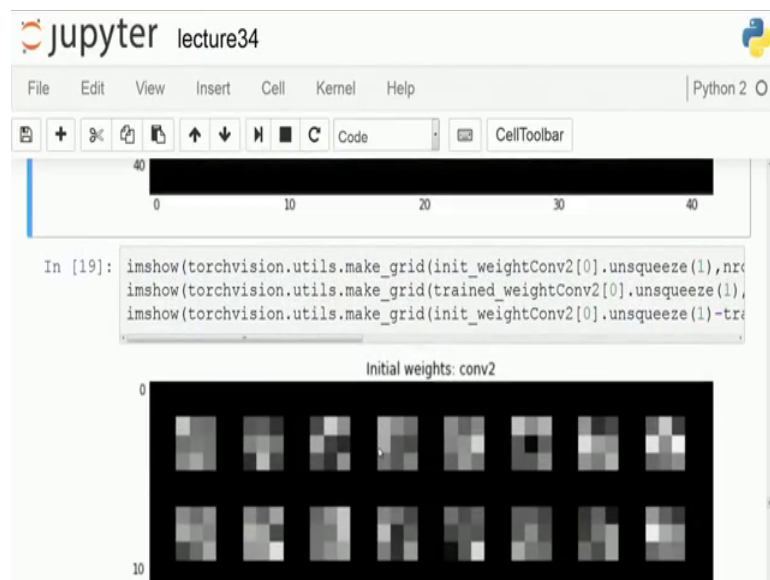 jupyter lecture34
File Edit View Insert Cell Kernel Help Python 2
Code CellToolbar
40
0 10 20 30 40
In [19]: imshow(torchvision.utils.make_grid(init_weightConv2[0].unsqueeze(1),nro
imshow(torchvision.utils.make_grid(trained_weightConv2[0].unsqueeze(1),
imshow(torchvision.utils.make_grid(init_weightConv2[0].unsqueeze(1)-tra
Initial weights: conv2
0
10